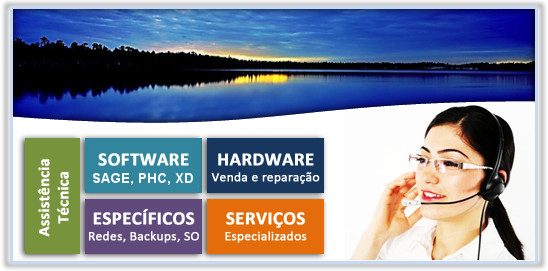 Assistência
Técnica
SOFTWARE
SAGE, PHC, XD
HARDWARE
Venda e reparação
ESPECÍFICOS
Redes, Backups, SO
SERVIÇOS
Especializados